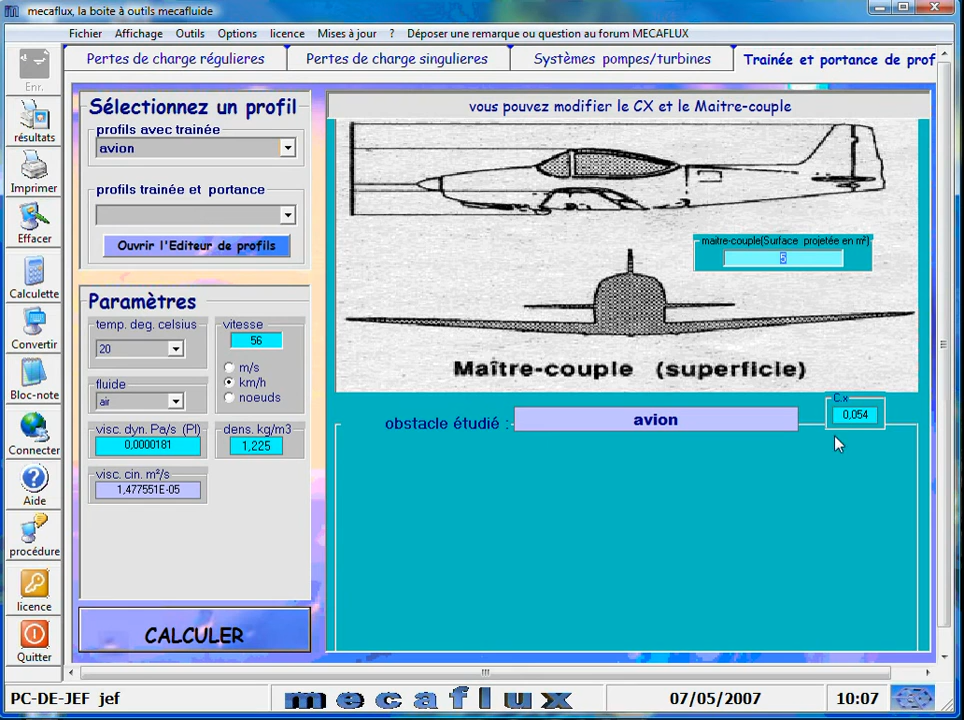 mecaflux, la boite à outils mecafluide
Fichier Affichage Outils Options licence Mises à jour ? Déposer une remarque ou question au forum MECAFLUX
Enr.
résultats
Imprimer
Effacer
Calculette
Convertir
Bloc-note
Connecter
Aide
procédure
licence
Quitter
Pertes de charge régulieres
Pertes de charge singulieres
Systèmes pompes/turbines
Trainée et portance de prof
Sélectionnez un profil
profils avec trainée
avion
profils trainée et portance
Ouvrir l'Editeur de profils
Paramètres
temp. deg. celsius
20
vitesse
56
m/s
km/h
noeuds
fluide
air
visc. dyn. Pa/s (Pl)
0,0000181
dens. kg/m3
1,225
visc. cin. m²/s
1,477551E-05
CALCULER
vous pouvez modifier le CX et le Maitre-couple
maitre-couple(Surface projetée en m²)
5
Maître-couple (superficie)
obstacle étudié :
avion
C.x
0,054
PC-DE-JEF jef
mecaflux
07/05/2007
10:07